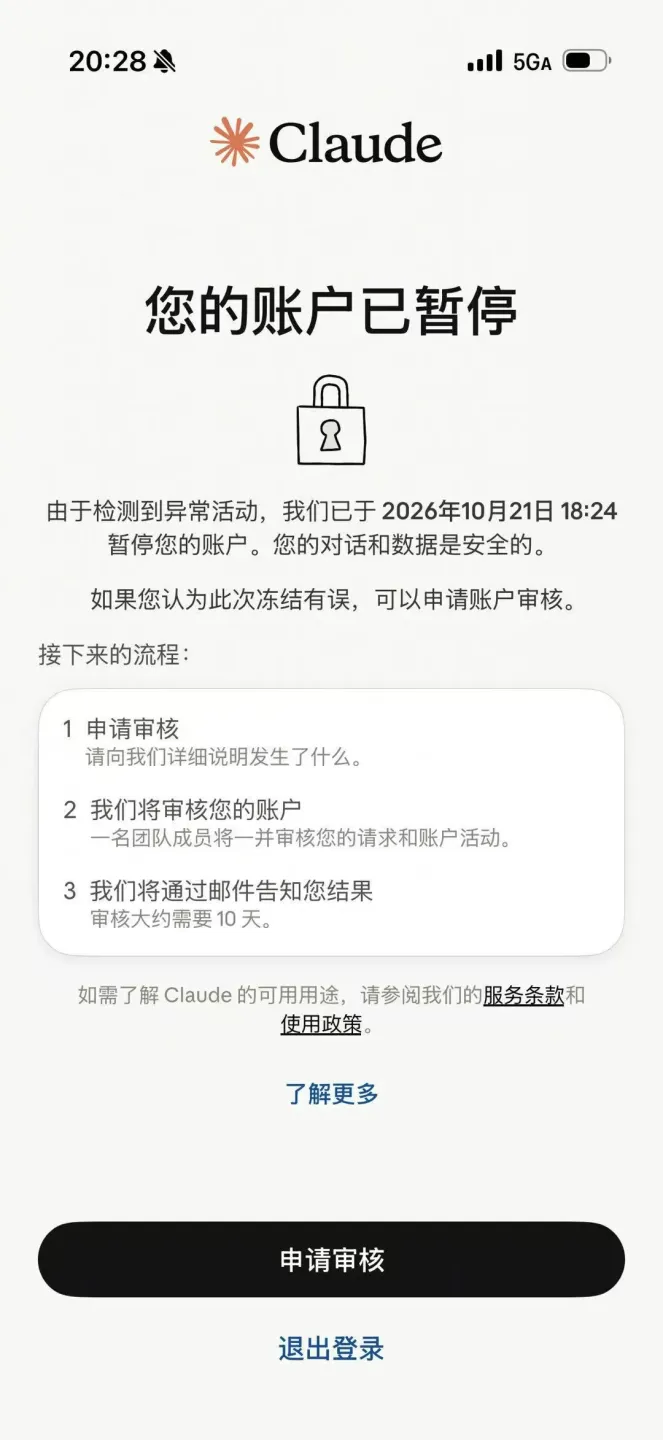 20:28
5GA
Claude
您的账户已暂停
由于检测到异常活动，我们已于 2026年10月21日 18:24
暂停您的账户。您的对话和数据是安全的。
如果您认为此次冻结有误，可以申请账户审核。
接下来的流程：
1 申请审核
请向我们详细说明发生了什么。
2 我们将审核您的账户
一名团队成员将一并审核您的请求和账户活动。
3 我们将通过邮件告知您结果
审核大约需要 10 天。
如需了解 Claude 的可用用途，请参阅我们的服务条款和
使用政策。
了解更多
申请审核
退出登录